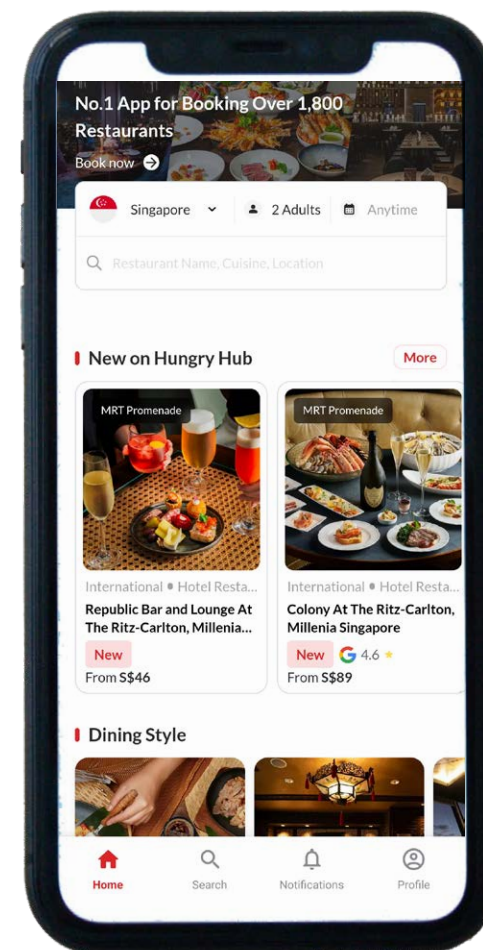 No.1 App for Booking Over 1,800
Restaurants
Book now
Singapore
2 Adults
Anytime
Restaurant Name, Cuisine, Location
New on Hungry Hub
More
MRT Promenade
MRT Promenade
International • Hotel Resta...
International • Hotel Resta...
Republic Bar and Lounge At
The Ritz-Carlton, Millenia...
Colony At The Ritz-Carlton,
Millenia Singapore
New
New
4.6
From S$46
From S$89
Dining Style
Home
Search
Notifications
Profile